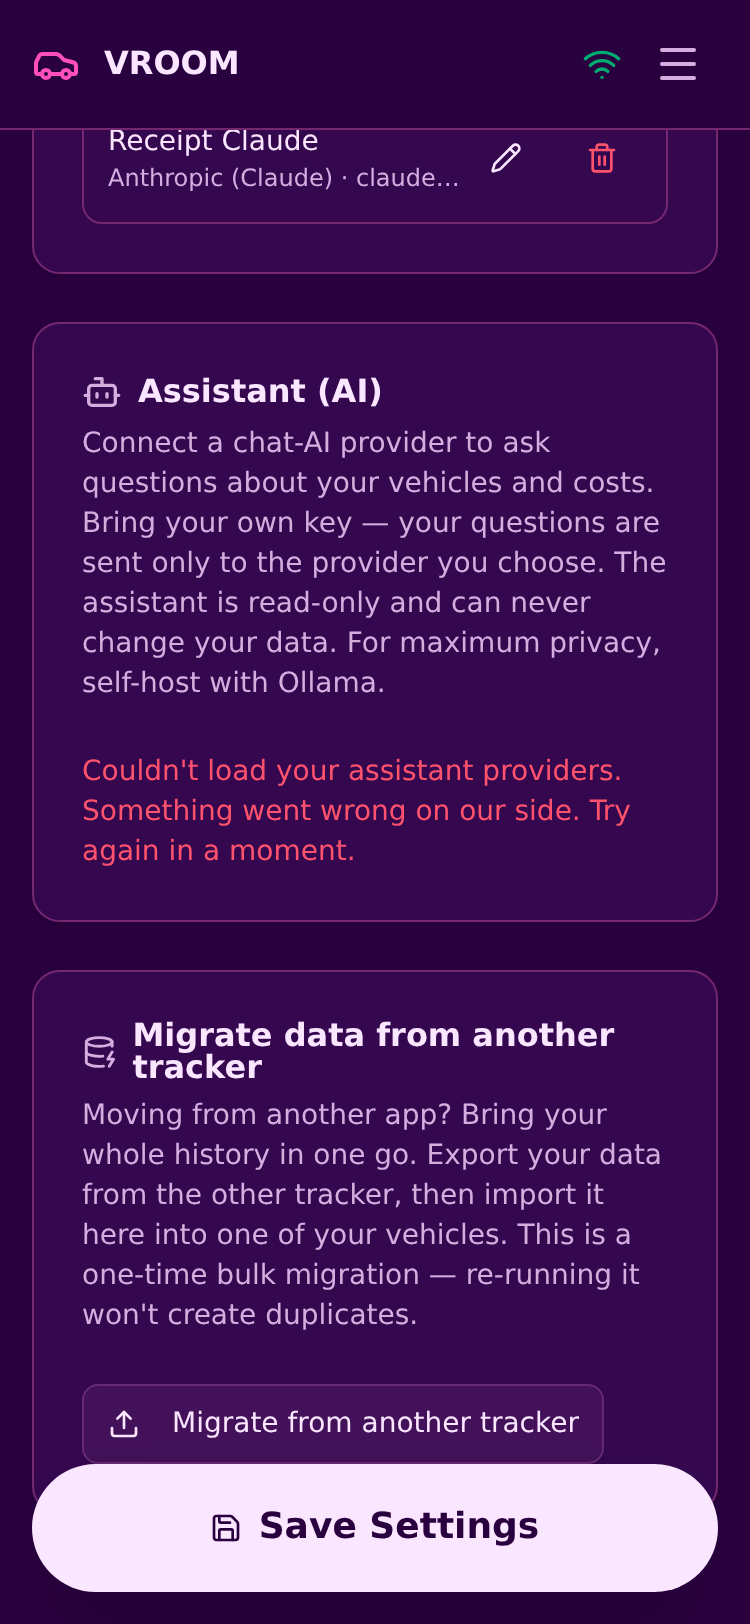 VROOM
Receipt Claude
Anthropic (Claude) · claude...
Assistant (AI)
Connect a chat-AI provider to ask
questions about your vehicles and costs.
Bring your own key — your questions are
sent only to the provider you choose. The
assistant is read-only and can never
change your data. For maximum privacy,
self-host with Ollama.
Couldn't load your assistant providers.
Something went wrong on our side. Try
again in a moment.
Migrate data from another
tracker
Moving from another app? Bring your
whole history in one go. Export your data
from the other tracker, then import it
here into one of your vehicles. This is a
one-time bulk migration — re-running it
won't create duplicates.
Migrate from another tracker
Save Settings